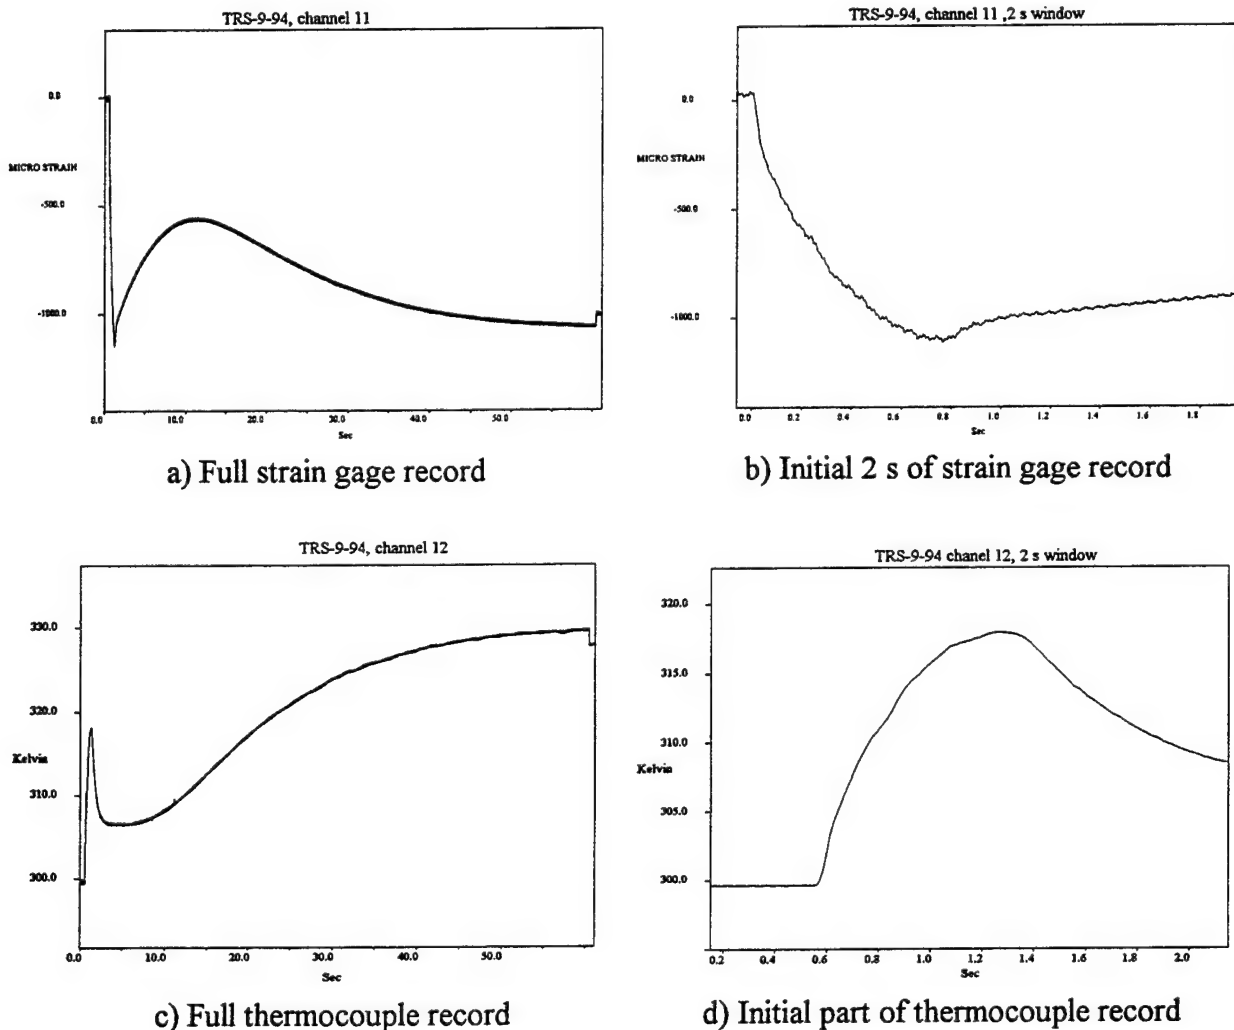 TRS-9-94, channel 11
0.0
MICRO STRAIN
-500.0
-1000.0
0.0 10.0 20.0 30.0 40.0 50.0
Sec
a) Full strain gage record
TRS-9-94, channel 11 ,2 s window
0.0
MICRO STRAIN
-500.0
-1000.0
0.0 0.2 0.4 0.6 0.8 1.0 1.2 1.4 1.6 1.8
Sec
b) Initial 2 s of strain gage record
TRS-9-94, channel 12
330.0
320.0
Kelvin
310.0
300.0
0.0 10.0 20.0 30.0 40.0 50.0
Sec
c) Full thermocouple record
TRS-9-94 chanel 12, 2 s window
320.0
315.0
310.0
Kelvin
305.0
300.0
0.2 0.4 0.6 0.8 1.0 1.2 1.4 1.6 1.8 2.0
Sec
d) Initial part of thermocouple record